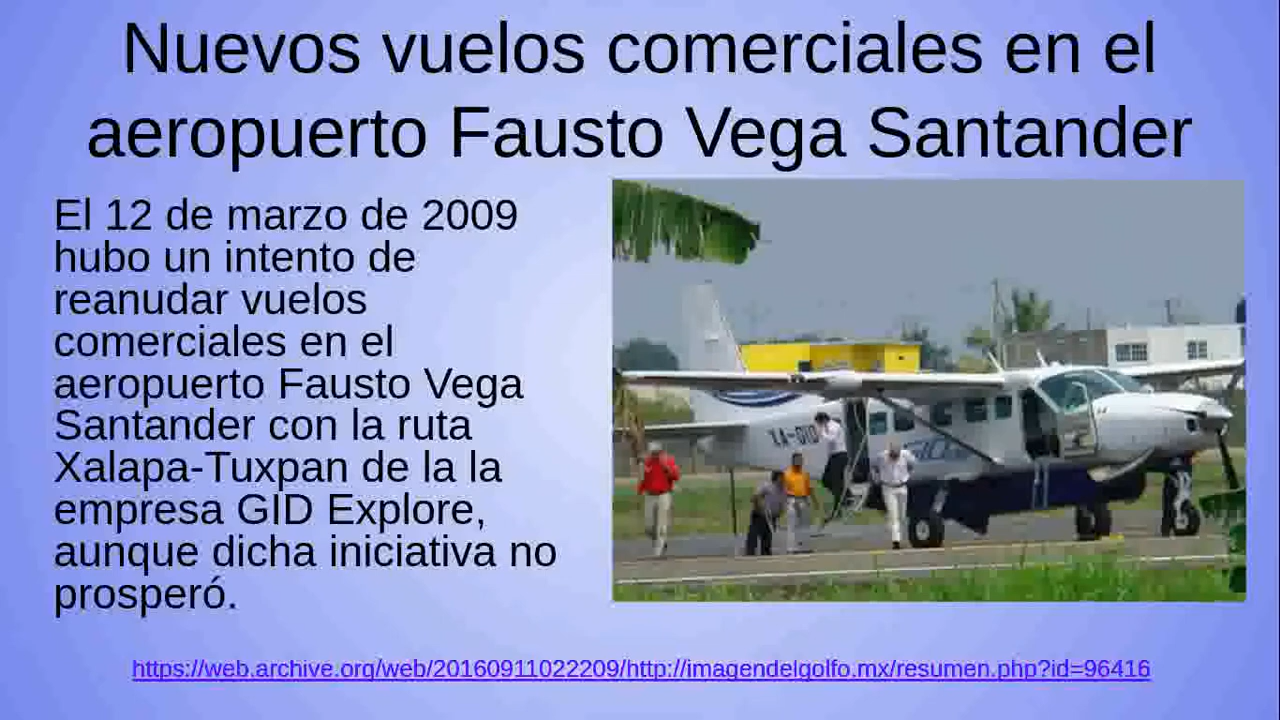 Nuevos vuelos comerciales en el
aeropuerto Fausto Vega Santander
El 12 de marzo de 2009
hubo un intento de
reanudar vuelos
comerciales en el
aeropuerto Fausto Vega
Santander con la ruta
Xalapa-Tuxpan de la la
empresa GID Explore,
aunque dicha iniciativa no
prosperó.
XA-GID
https://web.archive.org/web/20160911022209/http://imagendelgolfo.mx/resumen.php?id=96416